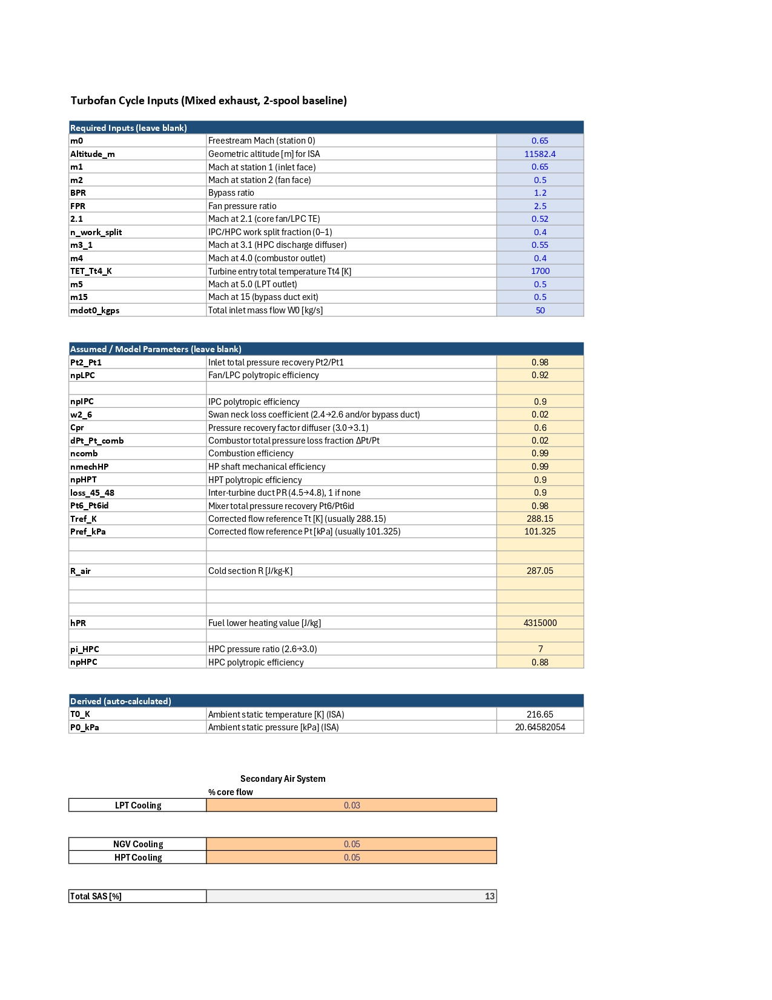 Turbofan Cycle Inputs (Mixed exhaust, 2-spool baseline)
Required Inputs (leave blank)
m0 Freestream Mach (station 0) 0.65
Altitude_m Geometric altitude [m] for ISA 11582.4
m1 Mach at station 1 (inlet face) 0.65
m2 Mach at station 2 (fan face) 0.5
BPR Bypass ratio 1.2
FPR Fan pressure ratio 2.5
2.1 Mach at 2.1 (core fan/LPC TE) 0.52
n_work_split IPC/HPC work split fraction (0–1) 0.4
m3_1 Mach at 3.1 (HPC discharge diffuser) 0.55
m4 Mach at 4.0 (combustor outlet) 0.4
TET_Tt4_K Turbine entry total temperature Tt4 [K] 1700
m5 Mach at 5.0 (LPT outlet) 0.5
m15 Mach at 15 (bypass duct exit) 0.5
mdot0_kgps Total inlet mass flow W0 [kg/s] 50
Assumed / Model Parameters (leave blank)
Pt2_Pt1 Inlet total pressure recovery Pt2/Pt1 0.98
npLPC Fan/LPC polytropic efficiency 0.92
npIPC IPC polytropic efficiency 0.9
w2_6 Swan neck loss coefficient (2.4→2.6 and/or bypass duct) 0.02
Cpr Pressure recovery factor diffuser (3.0→3.1) 0.6
dPt_Pt_comb Combustor total pressure loss fraction ΔPt/Pt 0.02
ncomb Combustion efficiency 0.99
nmechHP HP shaft mechanical efficiency 0.99
npHPT HPT polytropic efficiency 0.9
loss_45_48 Inter-turbine duct PR (4.5→4.8), 1 if none 0.9
Pt6_Pt6id Mixer total pressure recovery Pt6/Pt6id 0.98
Tref_K Corrected flow reference Tt [K] (usually 288.15) 288.15
Pref_kPa Corrected flow reference Pt [kPa] (usually 101.325) 101.325
R_air Cold section R [J/kg-K] 287.05
hPR Fuel lower heating value [J/kg] 4315000
pi_HPC HPC pressure ratio (2.6→3.0) 7
npHPC HPC polytropic efficiency 0.88
Derived (auto-calculated)
T0_K Ambient static temperature [K] (ISA) 216.65
P0_kPa Ambient static pressure [kPa] (ISA) 20.64582054
Secondary Air System
% core flow
LPT Cooling 0.03
NGV Cooling 0.05
HPT Cooling 0.05
Total SAS [%] 13